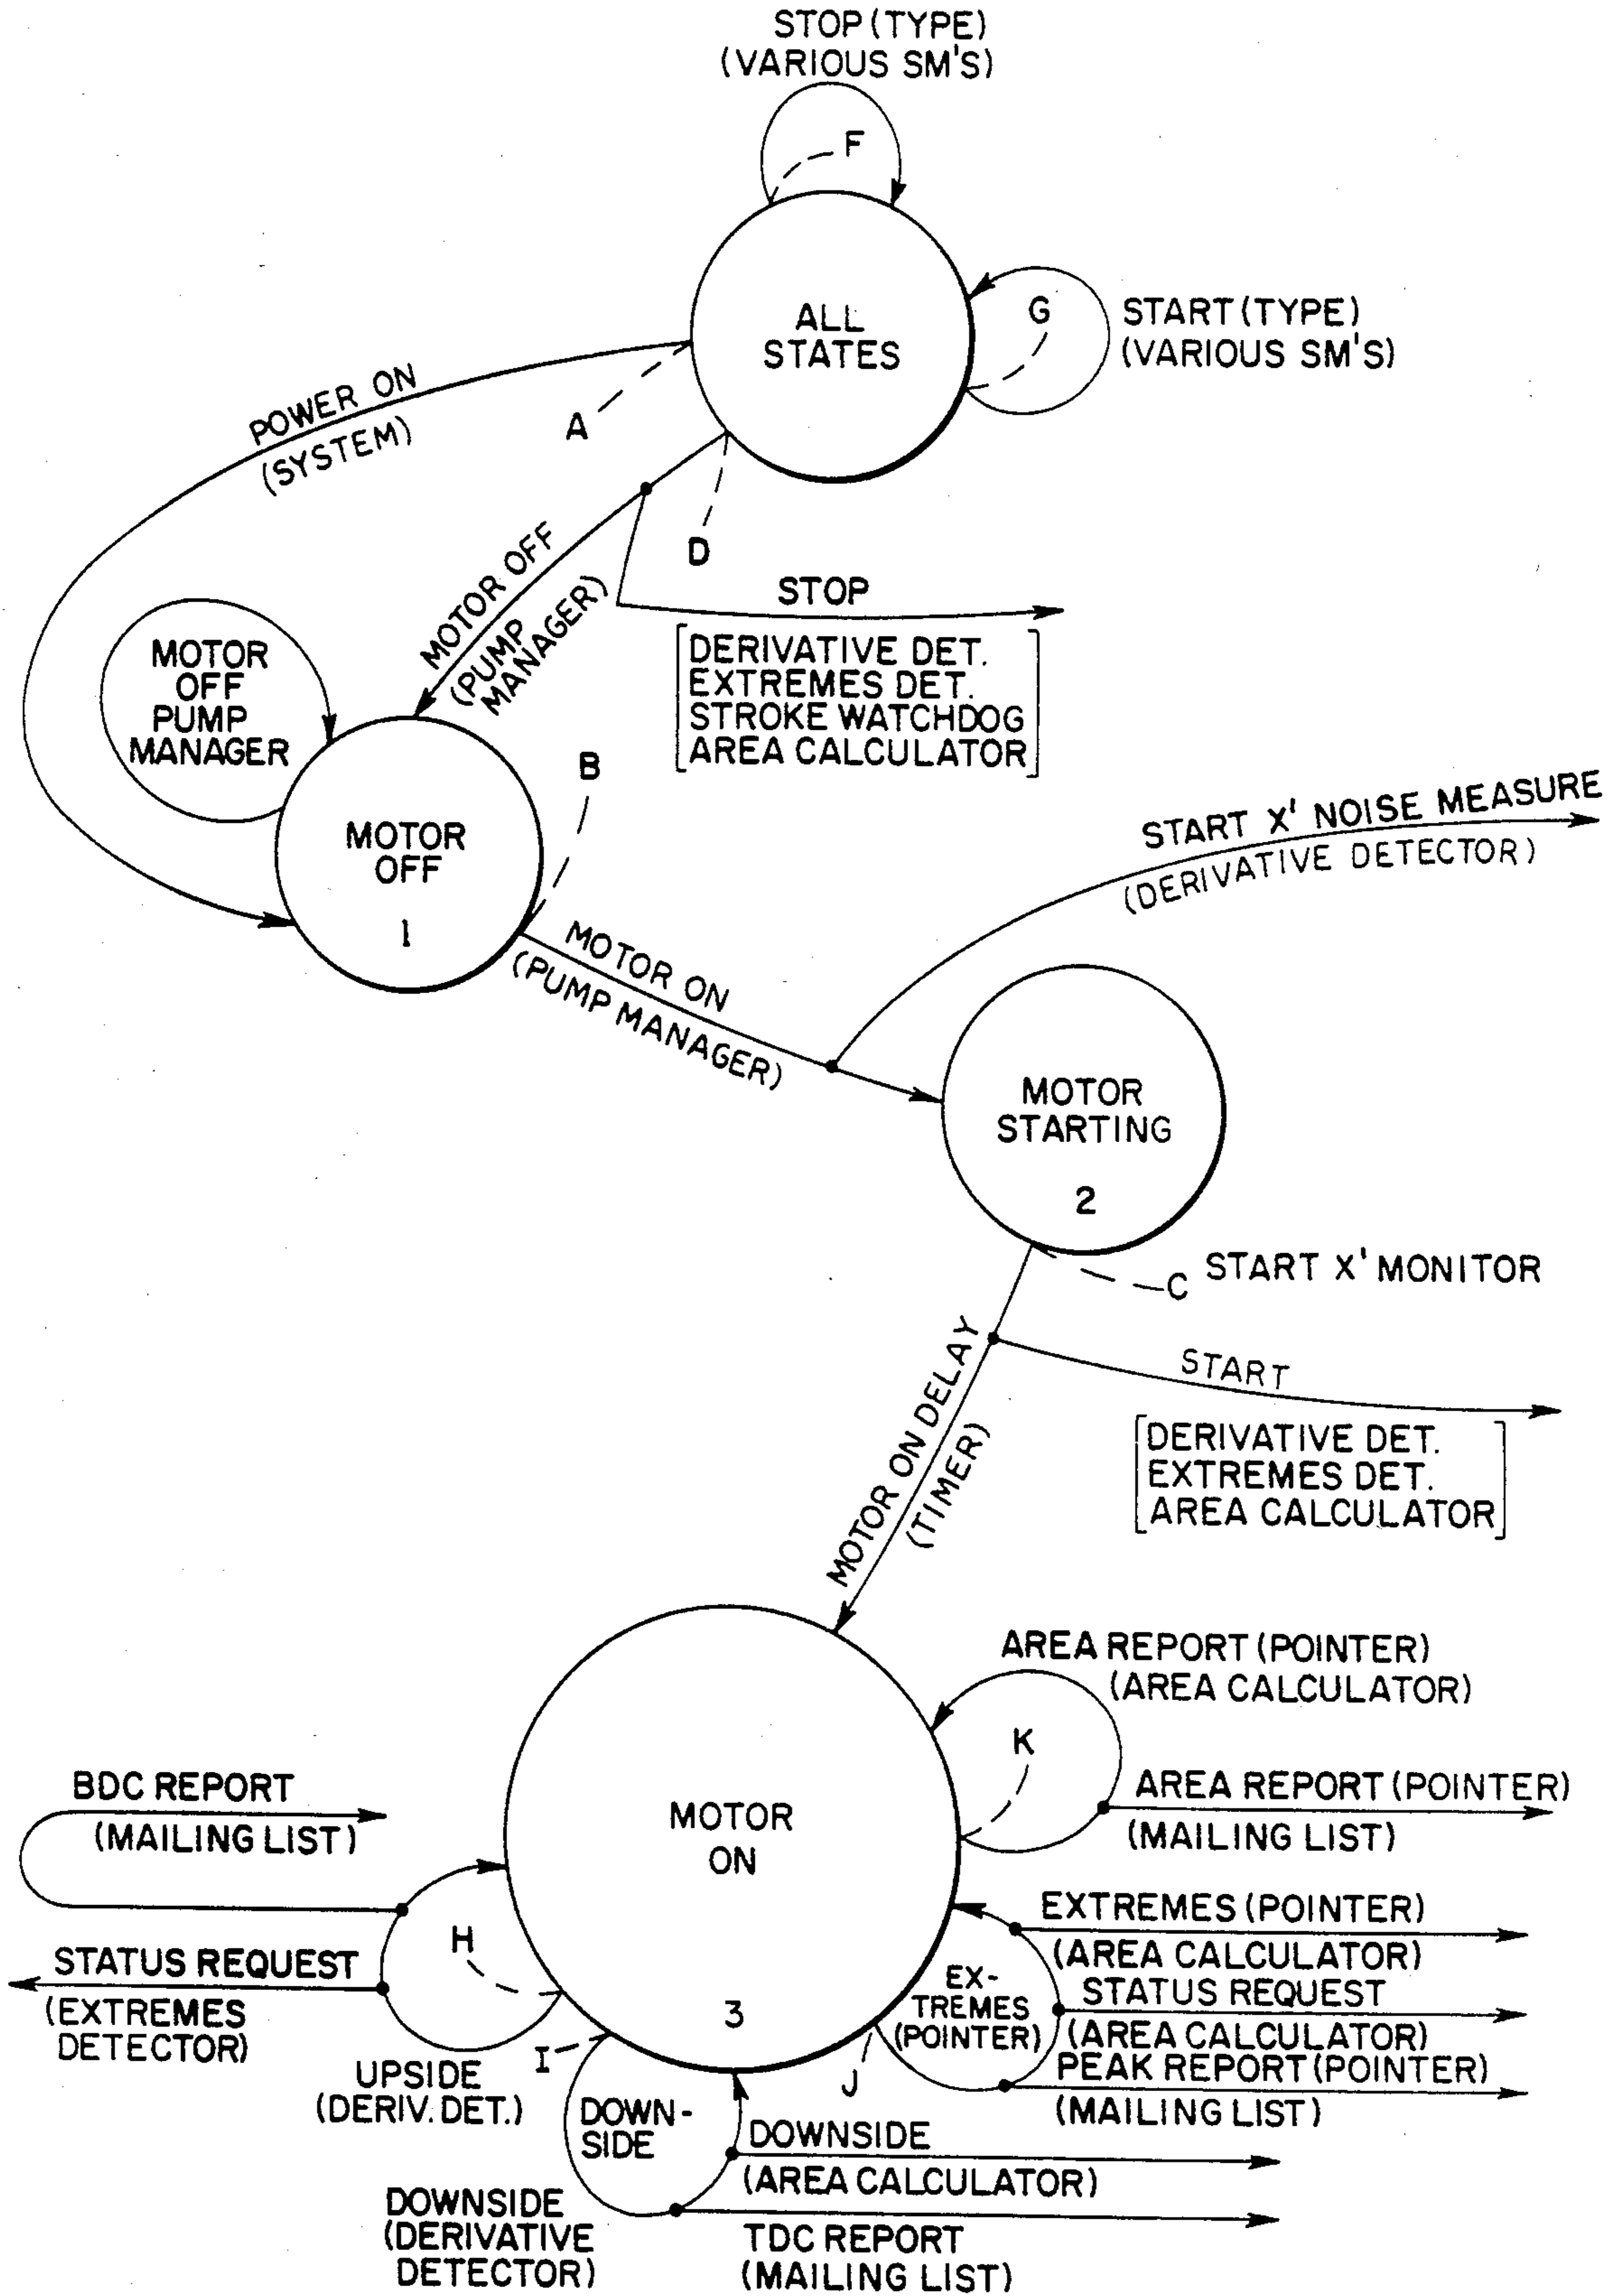 STOP (TYPE)
(VARIOUS SM'S)
F
ALL
STATES
G
START (TYPE)
(VARIOUS SM'S)
POWER ON
(SYSTEM)
A
D
MOTOR OFF
(PUMP
MANAGER)
STOP
DERIVATIVE DET.
EXTREMES DET.
STROKE WATCHDOG
AREA CALCULATOR
MOTOR
OFF
PUMP
MANAGER
B
MOTOR
OFF
1
START X' NOISE MEASURE
(DERIVATIVE DETECTOR)
MOTOR ON
(PUMP MANAGER)
MOTOR
STARTING
2
C
START X' MONITOR
MOTOR ON DELAY
(TIMER)
START
DERIVATIVE DET.
EXTREMES DET.
AREA CALCULATOR
AREA REPORT (POINTER)
(AREA CALCULATOR)
K
AREA REPORT (POINTER)
(MAILING LIST)
MOTOR
ON
3
BDC REPORT
(MAILING LIST)
H
STATUS REQUEST
(EXTREMES
DETECTOR)
UPSIDE
(DERIV. DET.)
I
EXTREMES (POINTER)
(AREA CALCULATOR)
EX-
TREMES
(POINTER)
STATUS REQUEST
(AREA CALCULATOR)
PEAK REPORT (POINTER)
(MAILING LIST)
J
DOWN-
SIDE
DOWNSIDE
(AREA CALCULATOR)
DOWNSIDE
(DERIVATIVE
DETECTOR)
TDC REPORT
(MAILING LIST)